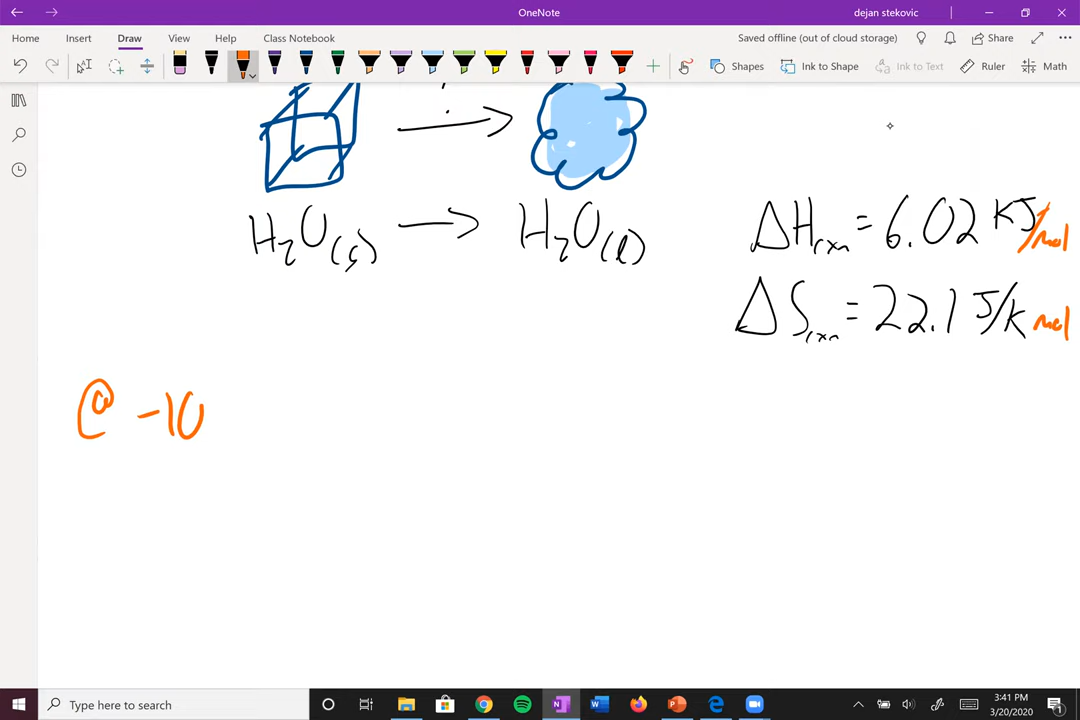 OneNote
dejan stekovic
Home Insert Draw View Help Class Notebook
Saved offline (out of cloud storage)
Share
Shapes
Ink to Shape
Ink to Text
Ruler
Math
H₂O(s) → H₂O(l)
ΔHrxn = 6.02 KJ/mol
ΔSrxn = 22.1 J/K mol
@ -10
Type here to search
3:41 PM
3/20/2020